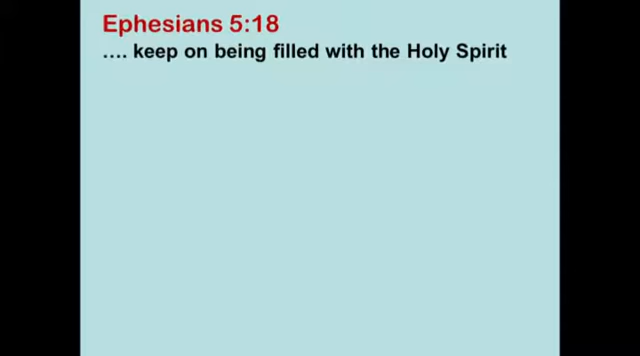 Ephesians 5:18
.... keep on being filled with the Holy Spirit